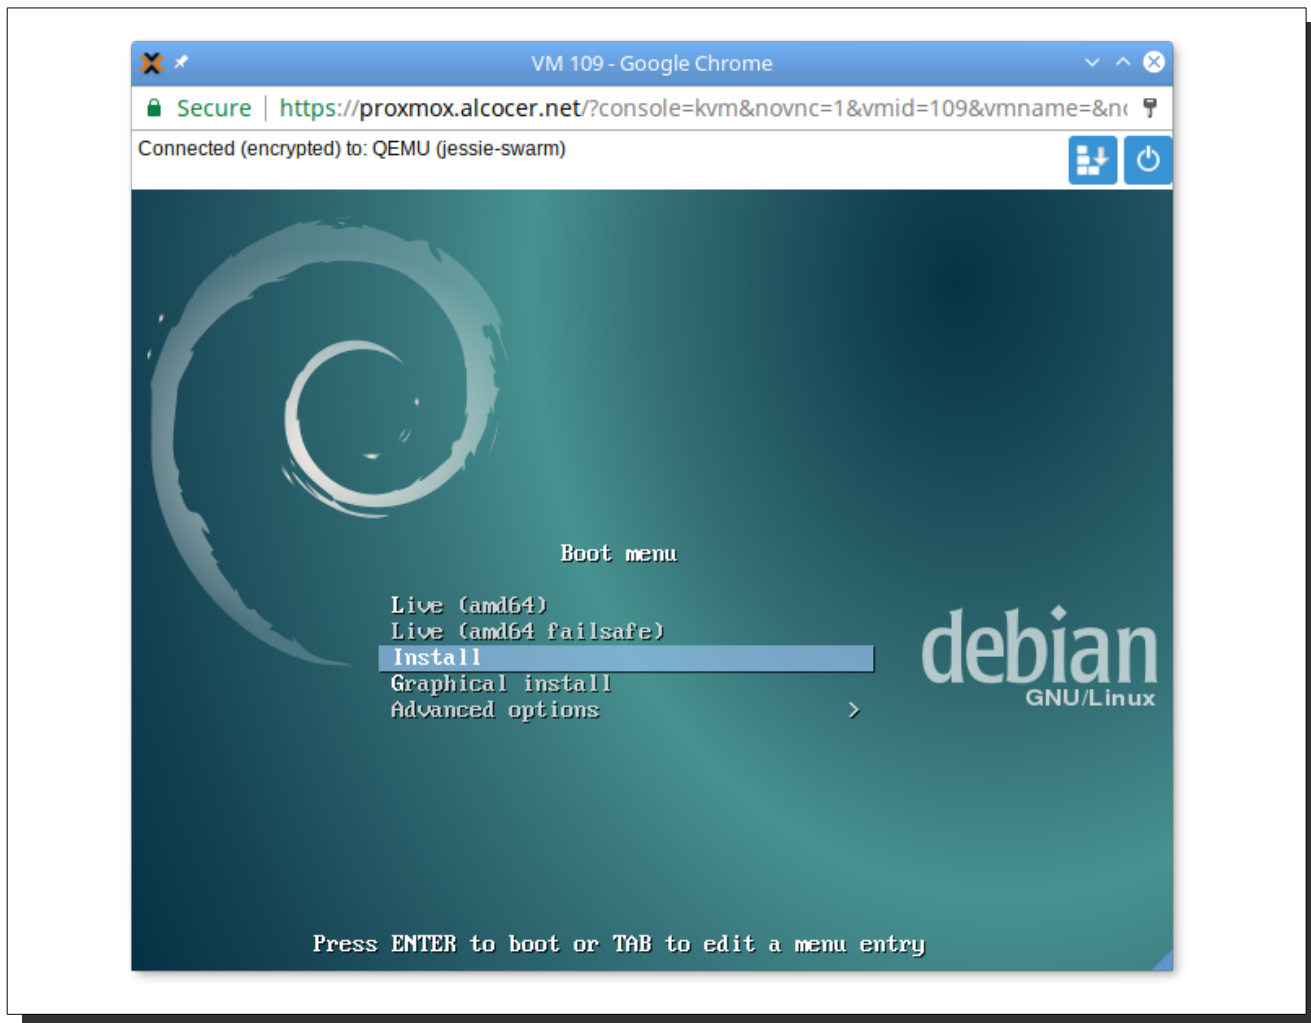 VM 109 - Google Chrome
Secure | https://proxmox.alcocer.net/?console=kvm&novnc=1&vmid=109&vmname=&no
Connected (encrypted) to: QEMU (jessie-swarm)
Boot menu
Live (amd64)
Live (amd64 failsafe)
Install
Graphical install
Advanced options >
debian
GNU/Linux
Press ENTER to boot or TAB to edit a menu entry